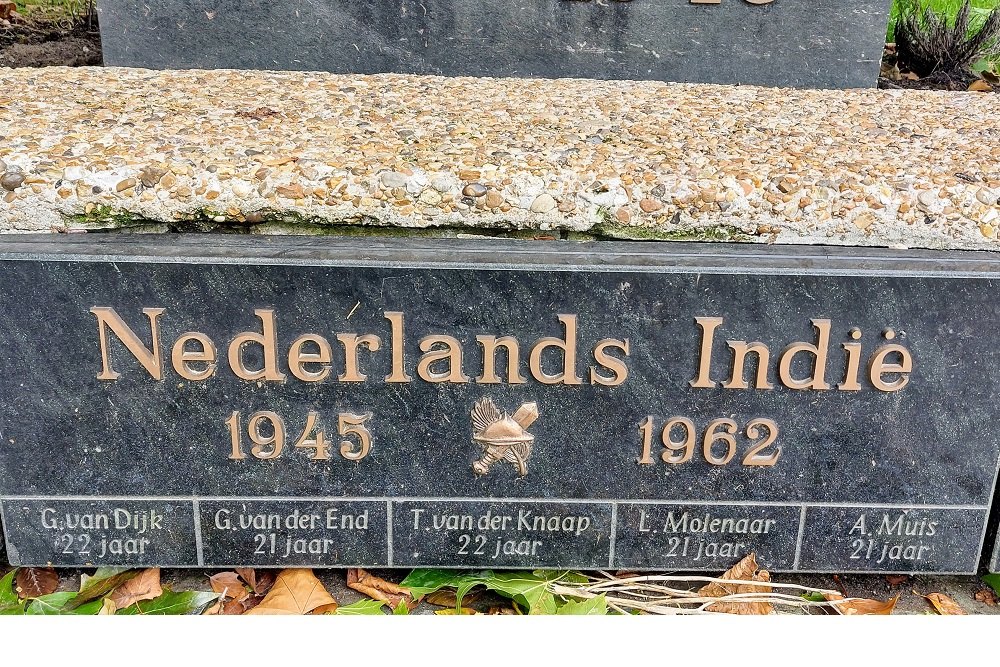 Nederlands Indië
1945 1962
G. van Dijk
22 jaar
G. van der End
21 jaar
T. van der Knaap
22 jaar
L. Molenaar
21 jaar
A. Muis
21 jaar